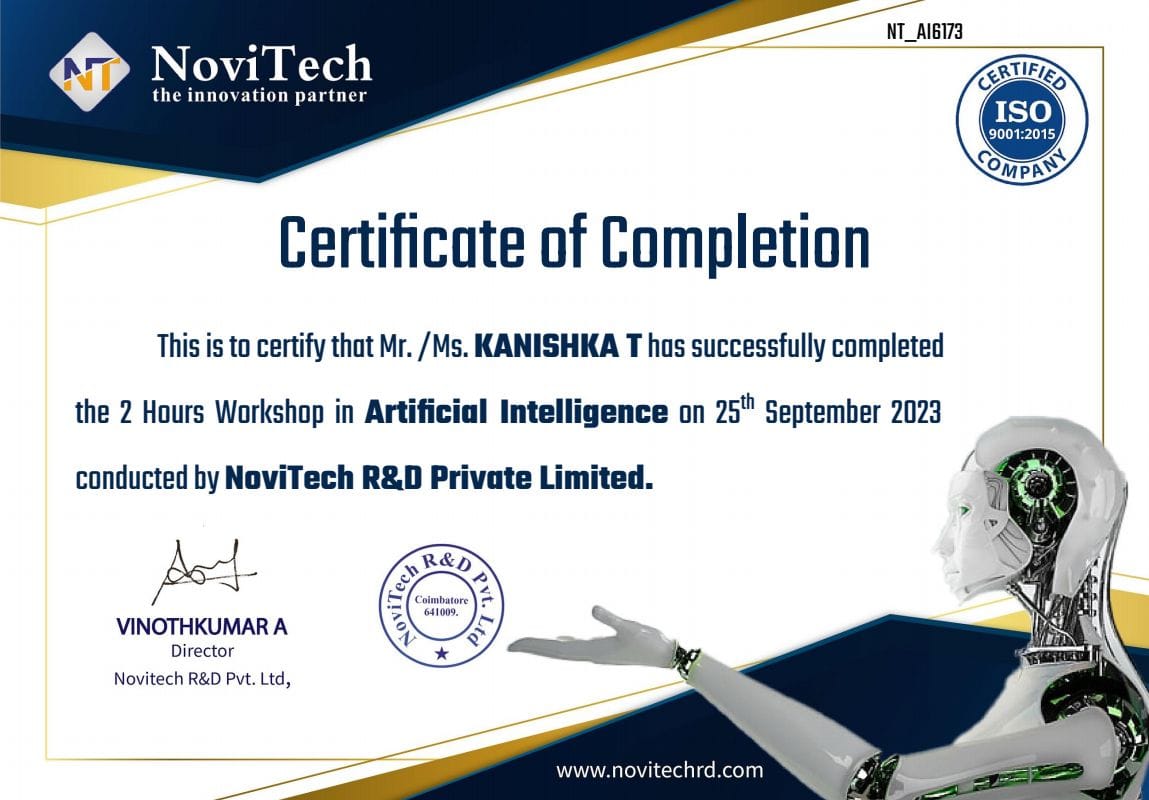 NT_AI6173
NT
NoviTech
the innovation partner
CERTIFIED
ISO
9001:2015
COMPANY
Certificate of Completion
This is to certify that Mr. /Ms. KANISHKA T has successfully completed
the 2 Hours Workshop in Artificial Intelligence on 25th September 2023
conducted by NoviTech R&D Private Limited.
NoviTech R&D Pvt. Ltd
Coimbatore
641009.
VINOTHKUMAR A
Director
Novitech R&D Pvt. Ltd,
www.novitechrd.com